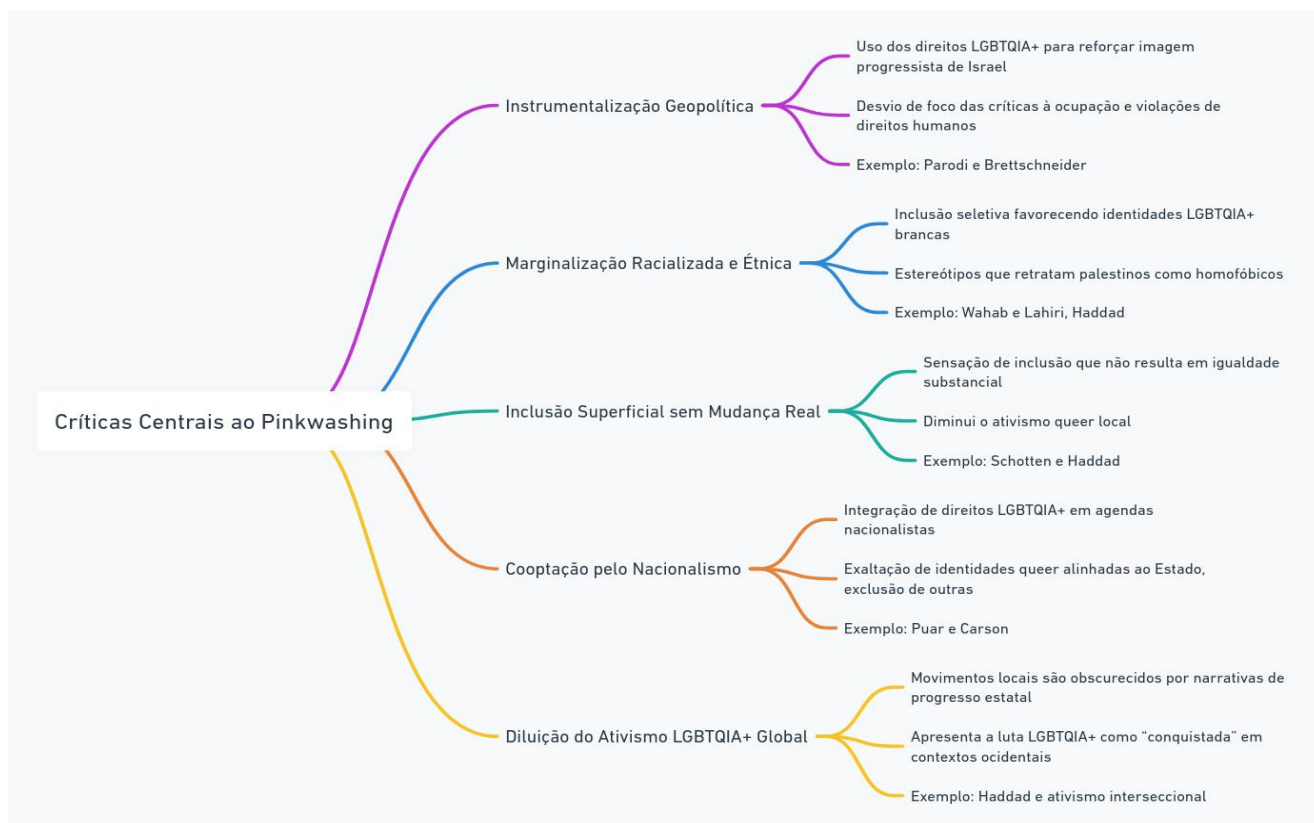 Críticas Centrais ao Pinkwashing
Instrumentalização Geopolítica
Uso dos direitos LGBTQIA+ para reforçar imagem
progressista de Israel
Desvio de foco das críticas à ocupação e violações de
direitos humanos
Exemplo: Parodi e Brettschneider
Marginalização Racializada e Étnica
Inclusão seletiva favorecendo identidades LGBTQIA+
brancas
Estereótipos que retratam palestinos como homofóbicos
Exemplo: Wahab e Lahiri, Haddad
Inclusão Superficial sem Mudança Real
Sensação de inclusão que não resulta em igualdade
substancial
Diminui o ativismo queer local
Exemplo: Schotten e Haddad
Cooptação pelo Nacionalismo
Integração de direitos LGBTQIA+ em agendas
nacionalistas
Exaltação de identidades queer alinhadas ao Estado,
exclusão de outras
Exemplo: Puar e Carson
Diluição do Ativismo LGBTQIA+ Global
Movimentos locais são obscurecidos por narrativas de
progresso estatal
Apresenta a luta LGBTQIA+ como “conquistada” em
contextos ocidentais
Exemplo: Haddad e ativismo interseccional